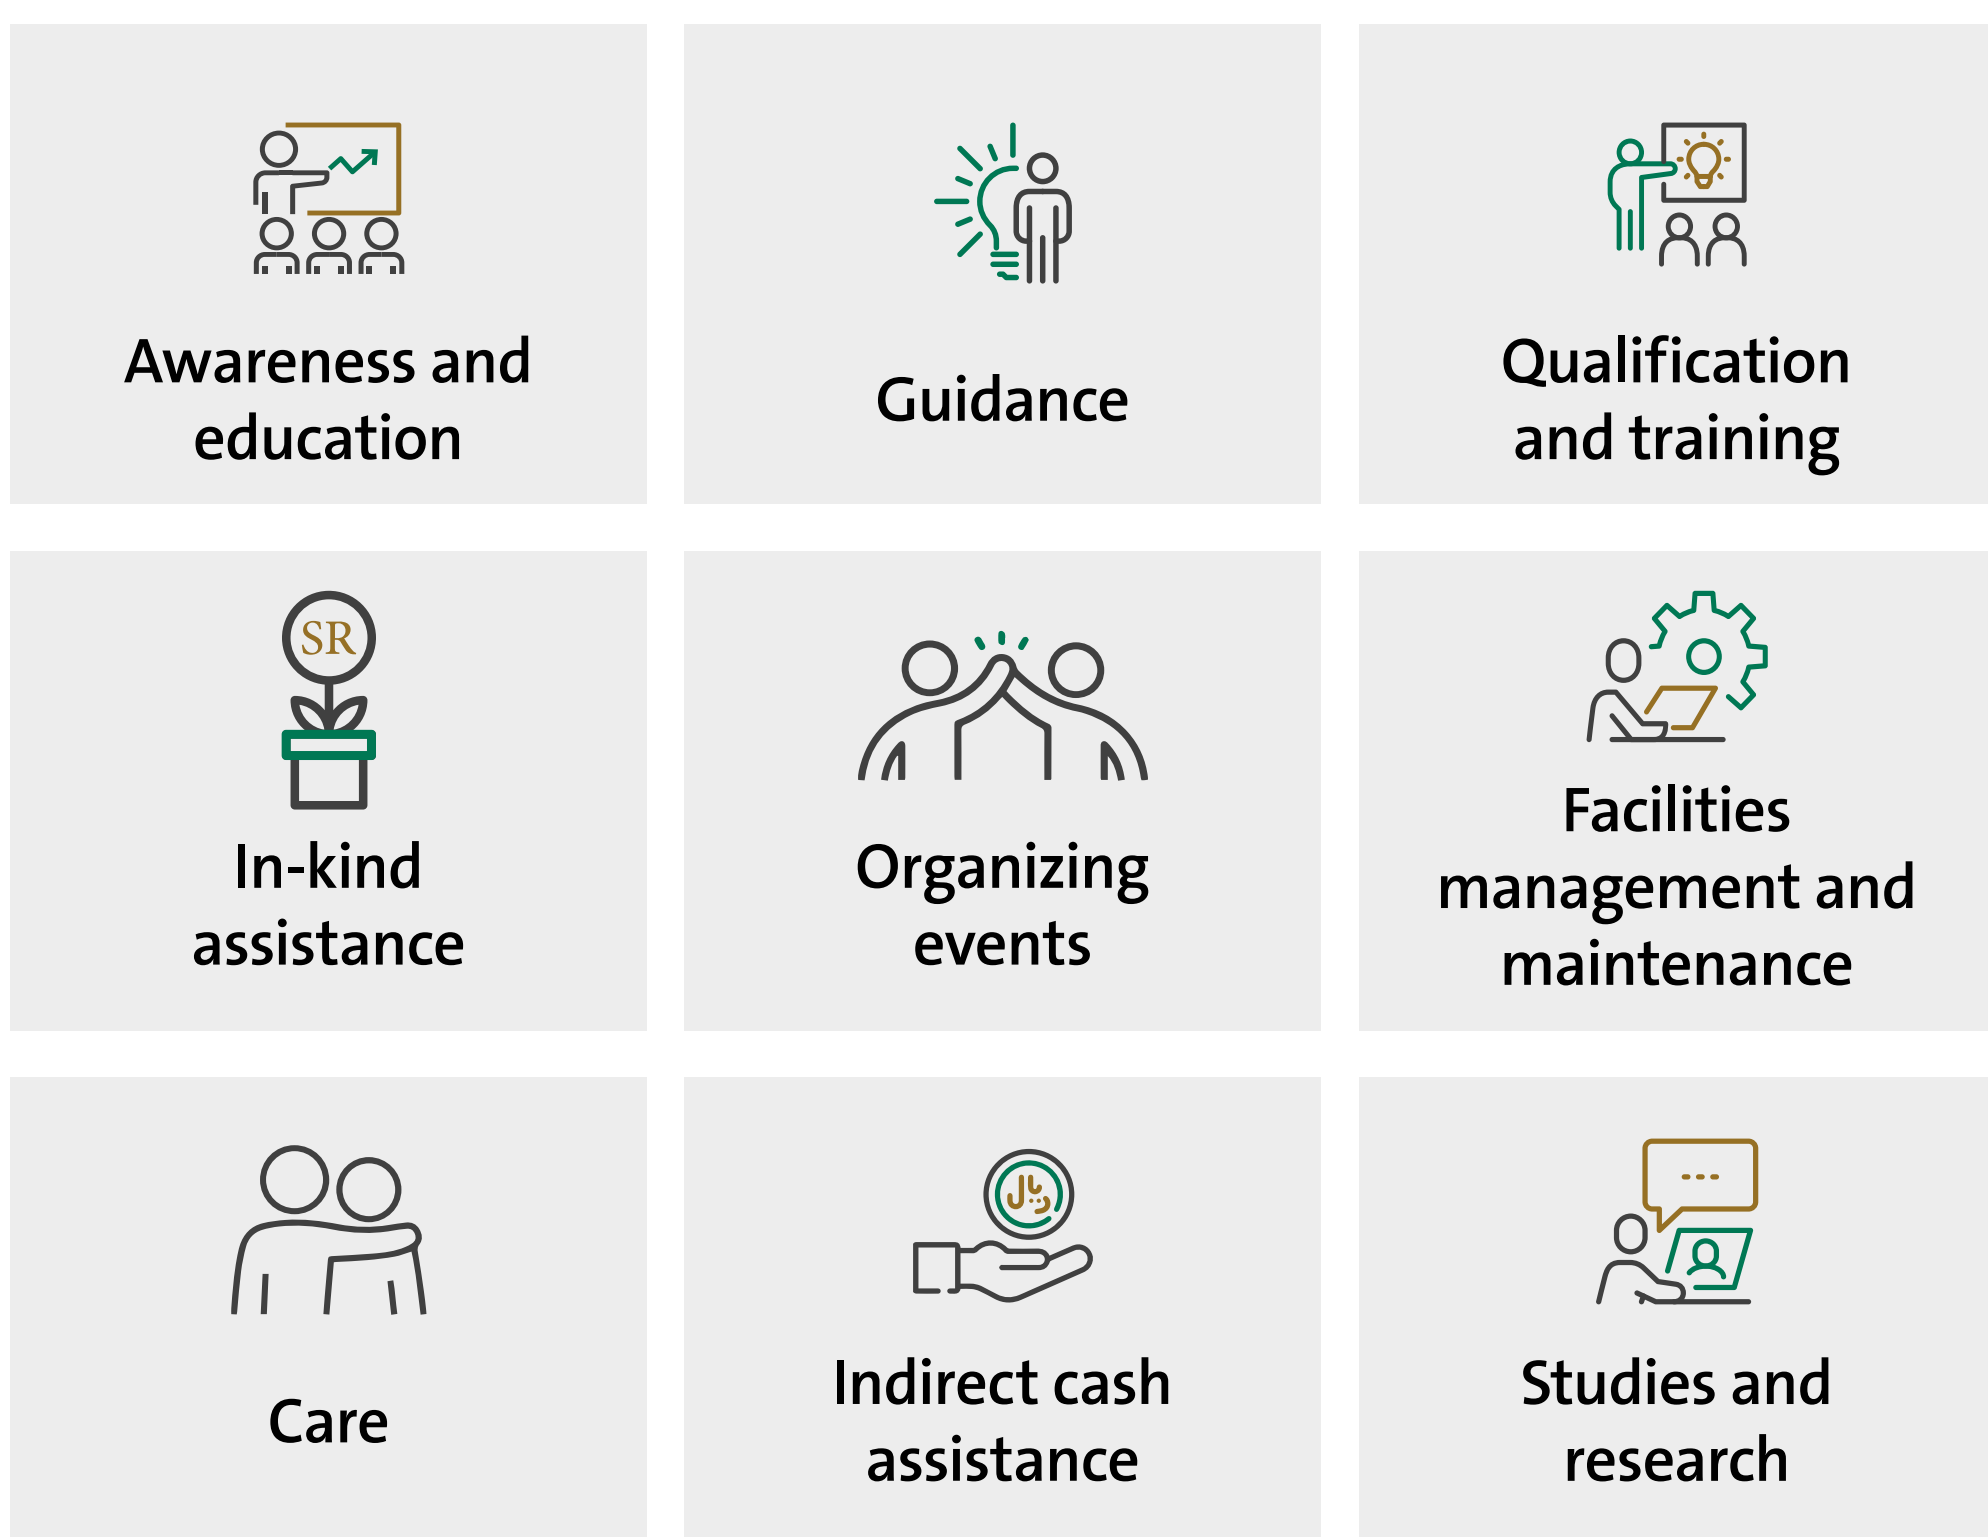 Awareness and
education
Guidance
Qualification
and training
SR
In-kind
assistance
Organizing
events
Facilities
management and
maintenance
Care
ريال
Indirect cash
assistance
Studies and
research